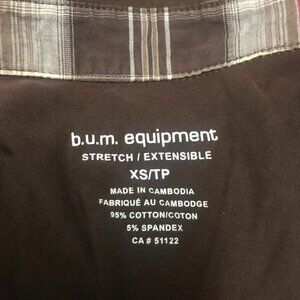 b.u.m. equipment
STRETCH / EXTENSIBLE
XS/TP
MADE IN CAMBODIA
FABRIQUÉ AU CAMBODGE
95% COTTON/COTON
5% SPANDEX
CA # 51122